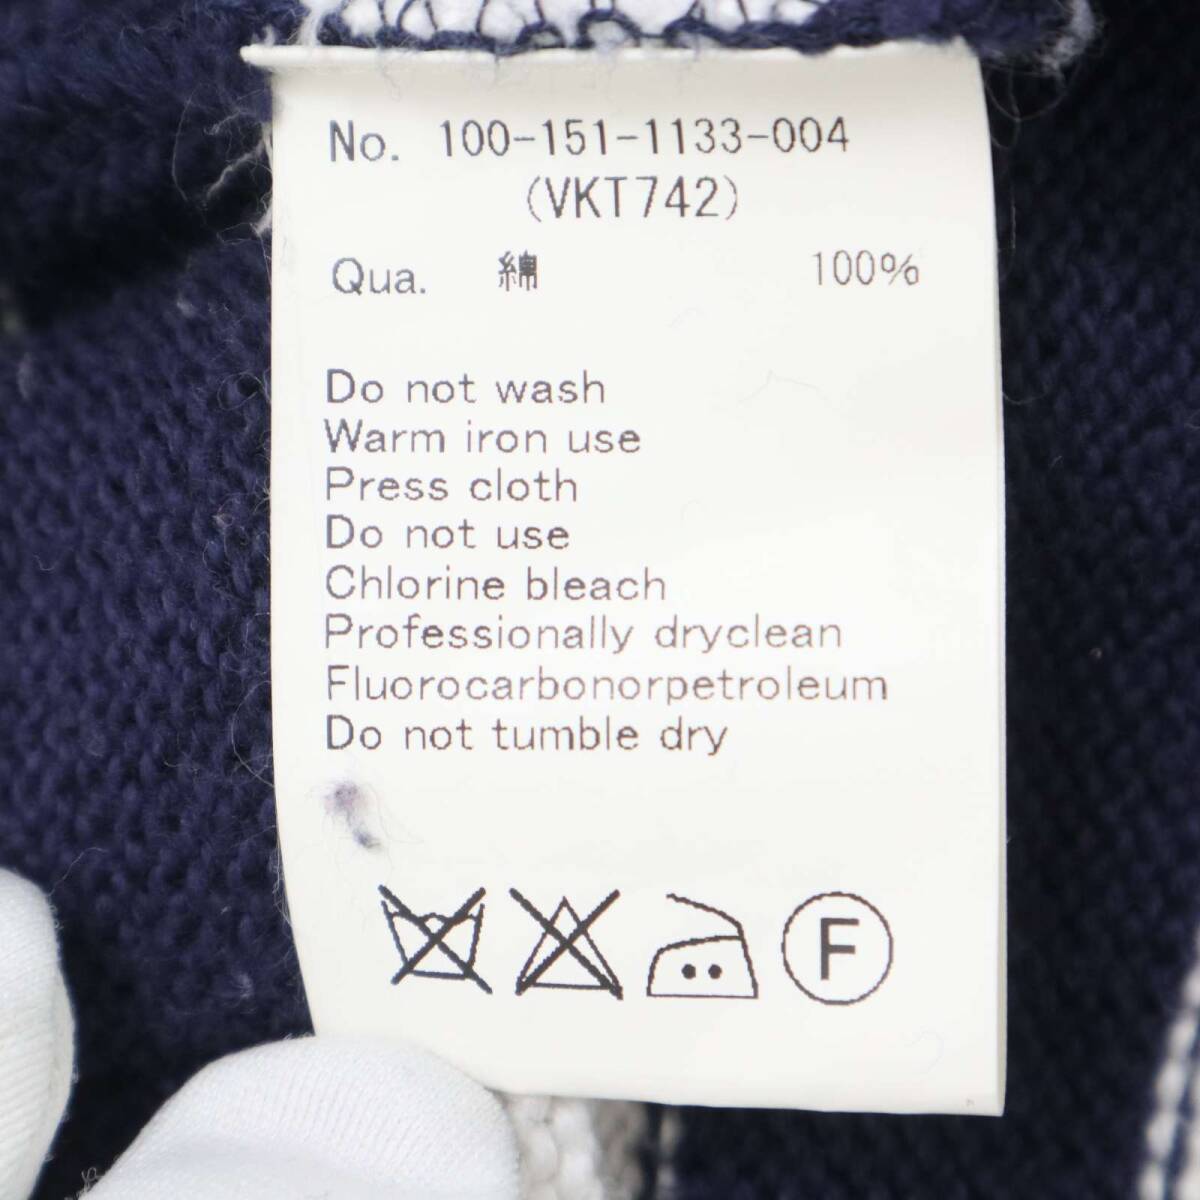 No. 100-151-1133-004
(VKT742)
Qua. 綿 100%
Do not wash
Warm iron use
Press cloth
Do not use
Chlorine bleach
Professionally dryclean
Fluorocarbonorpetroleum
Do not tumble dry
F